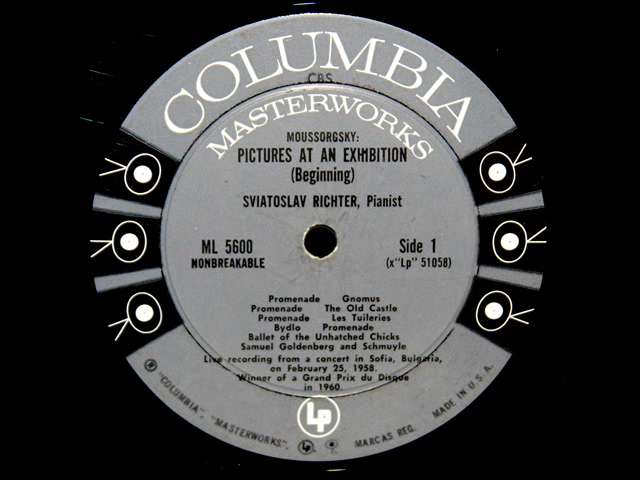 COLUMBIA
CBS
MASTERWORKS
MOUSSORGSKY:
PICTURES AT AN EXHIBITION
(Beginning)
SVIATOSLAV RICHTER, Pianist
ML 5600 Side 1
NONBREAKABLE (x"Lp" 51058)
Promenade Gnomus
Promenade The Old Castle
Promenade Les Tuileries
Bydlo Promenade
Ballet of the Unhatched Chicks
Samuel Goldenberg and Schmuyle
Live recording from a concert in Sofia, Bulgaria,
on February 25, 1958.
Winner of a Grand Prix du Disque
in 1960.
Lp
® "COLUMBIA", "MASTERWORKS", Lp MARCAS REG. MADE IN U.S.A.